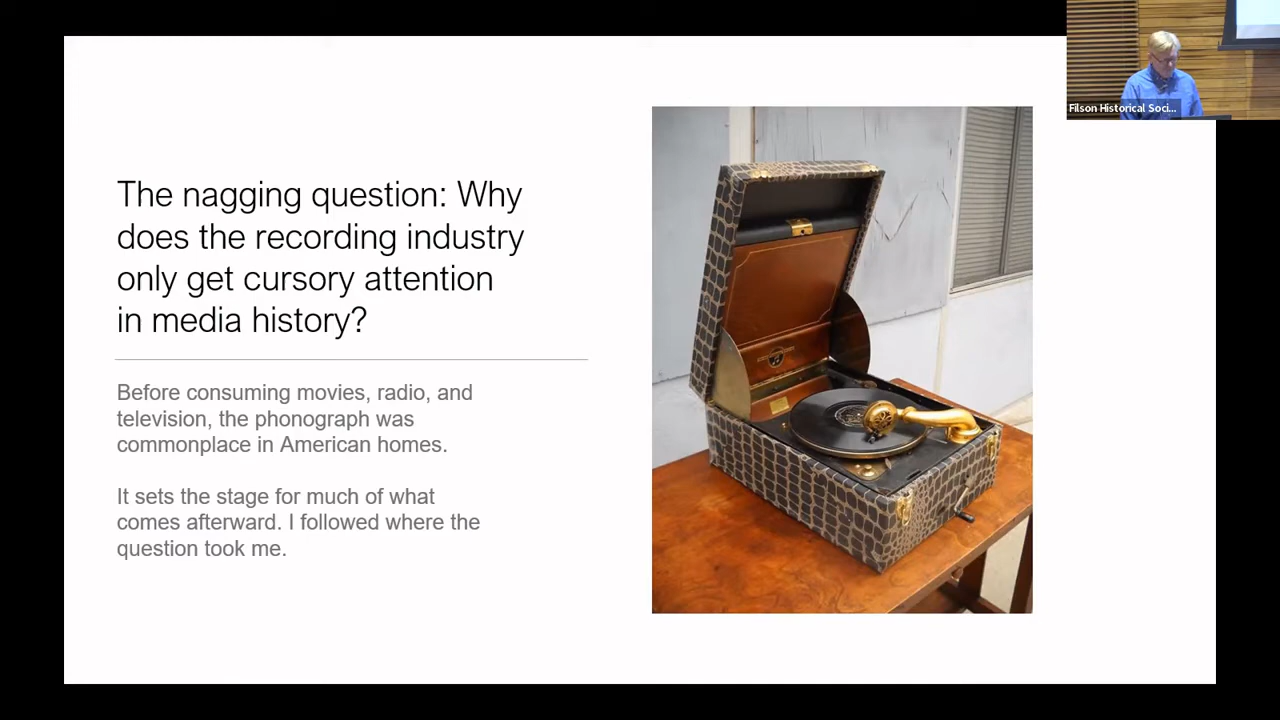 The nagging question: Why
does the recording industry
only get cursory attention
in media history?
Before consuming movies, radio, and
television, the phonograph was
commonplace in American homes.
It sets the stage for much of what
comes afterward. I followed where the
question took me.
Filson Historical Soci...